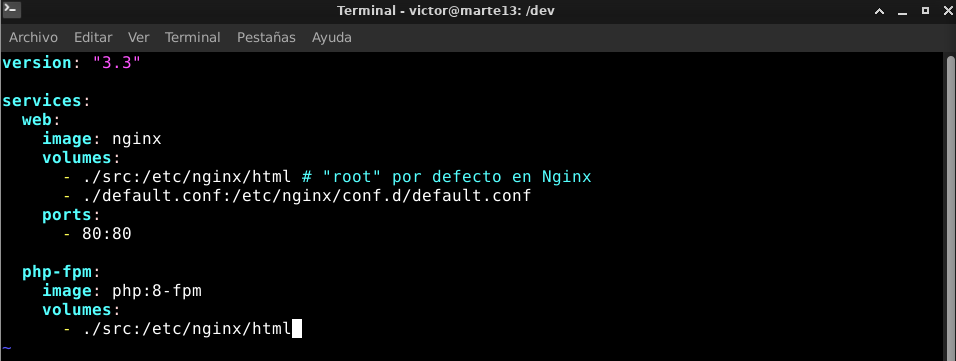 Terminal - victor@marte13: /dev
Archivo Editar Ver Terminal Pestañas Ayuda
version: "3.3"
services:
  web:
    image: nginx
    volumes:
      - ./src:/etc/nginx/html # "root" por defecto en Nginx
      - ./default.conf:/etc/nginx/conf.d/default.conf
    ports:
      - 80:80
  php-fpm:
    image: php:8-fpm
    volumes:
      - ./src:/etc/nginx/html
~